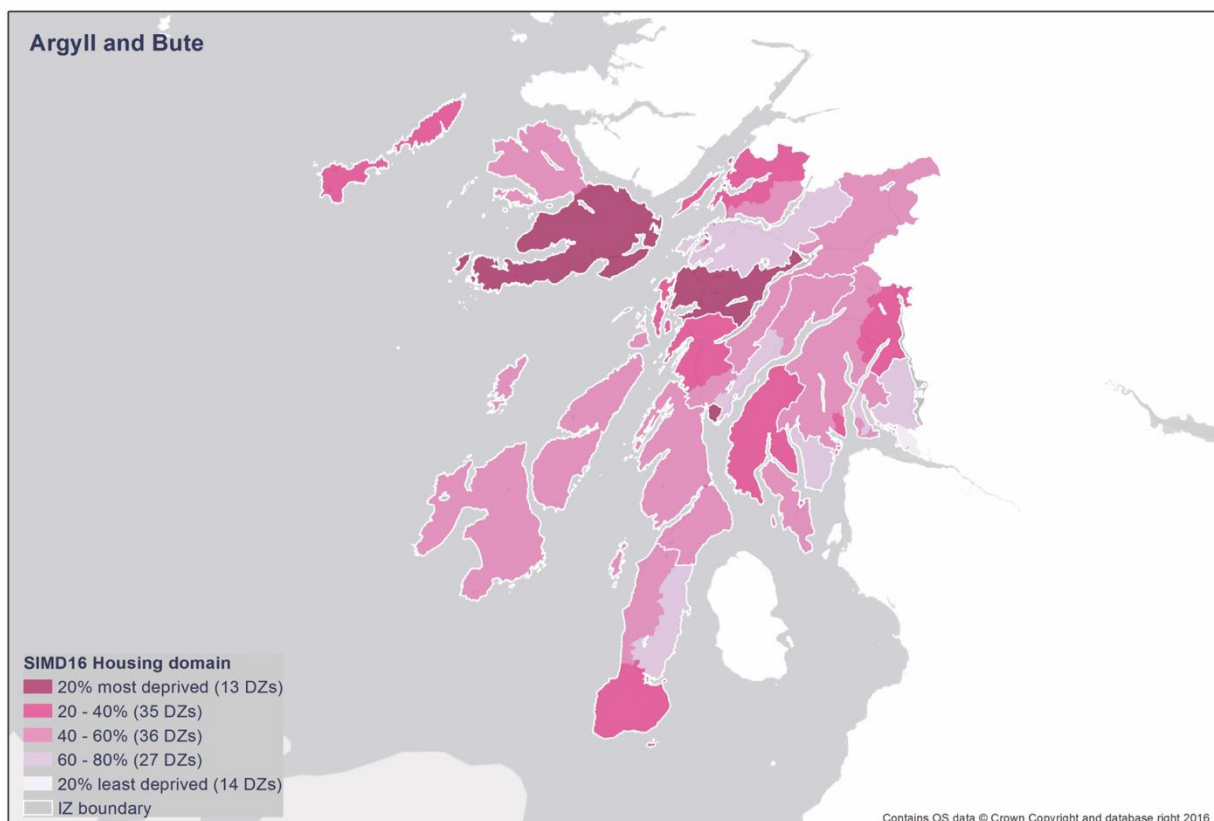 Argyll and Bute
SIMD16 Housing domain
20% most deprived (13 DZs)
20 - 40% (35 DZs)
40 - 60% (36 DZs)
60 - 80% (27 DZs)
20% least deprived (14 DZs)
IZ boundary
Contains OS data © Crown Copyright and database right 2016